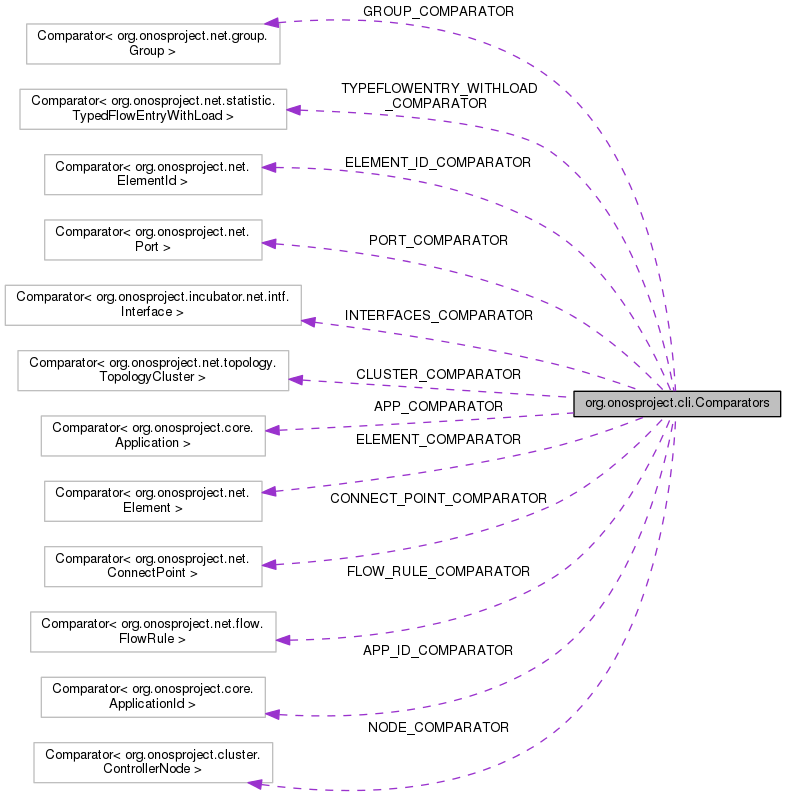 GROUP_COMPARATOR
Comparator< org.onosproject.net.group.
Group >
TYPEFLOWENTRY_WITHLOAD
_COMPARATOR
Comparator< org.onosproject.net.statistic.
TypedFlowEntryWithLoad >
ELEMENT_ID_COMPARATOR
Comparator< org.onosproject.net.
ElementId >
PORT_COMPARATOR
Comparator< org.onosproject.net.
Port >
INTERFACES_COMPARATOR
Comparator< org.onosproject.incubator.net.intf.
Interface >
CLUSTER_COMPARATOR
Comparator< org.onosproject.net.topology.
TopologyCluster >
org.onosproject.cli.Comparators
APP_COMPARATOR
Comparator< org.onosproject.core.
Application >
ELEMENT_COMPARATOR
Comparator< org.onosproject.net.
Element >
CONNECT_POINT_COMPARATOR
Comparator< org.onosproject.net.
ConnectPoint >
FLOW_RULE_COMPARATOR
Comparator< org.onosproject.net.flow.
FlowRule >
APP_ID_COMPARATOR
Comparator< org.onosproject.core.
ApplicationId >
NODE_COMPARATOR
Comparator< org.onosproject.cluster.
ControllerNode >